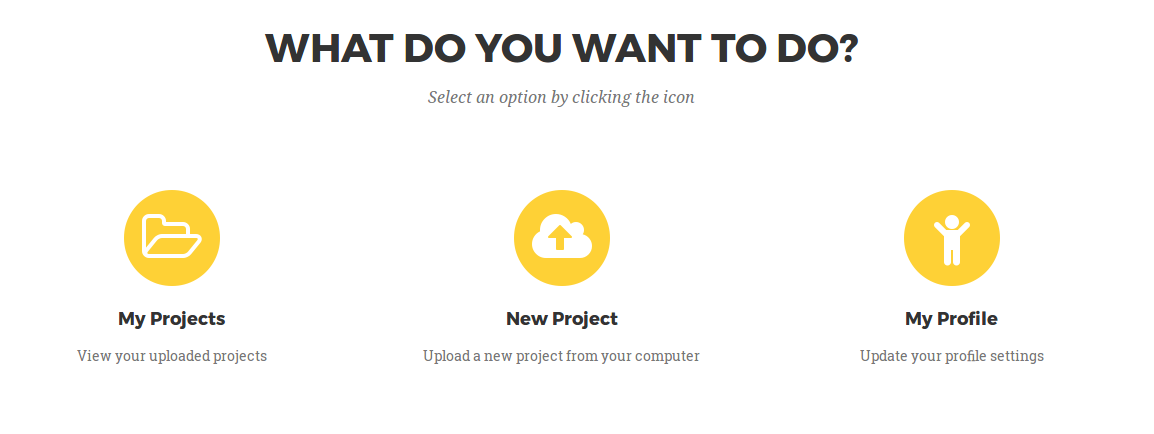 WHAT DO YOU WANT TO DO?
Select an option by clicking the icon
My Projects
View your uploaded projects
New Project
Upload a new project from your computer
My Profile
Update your profile settings